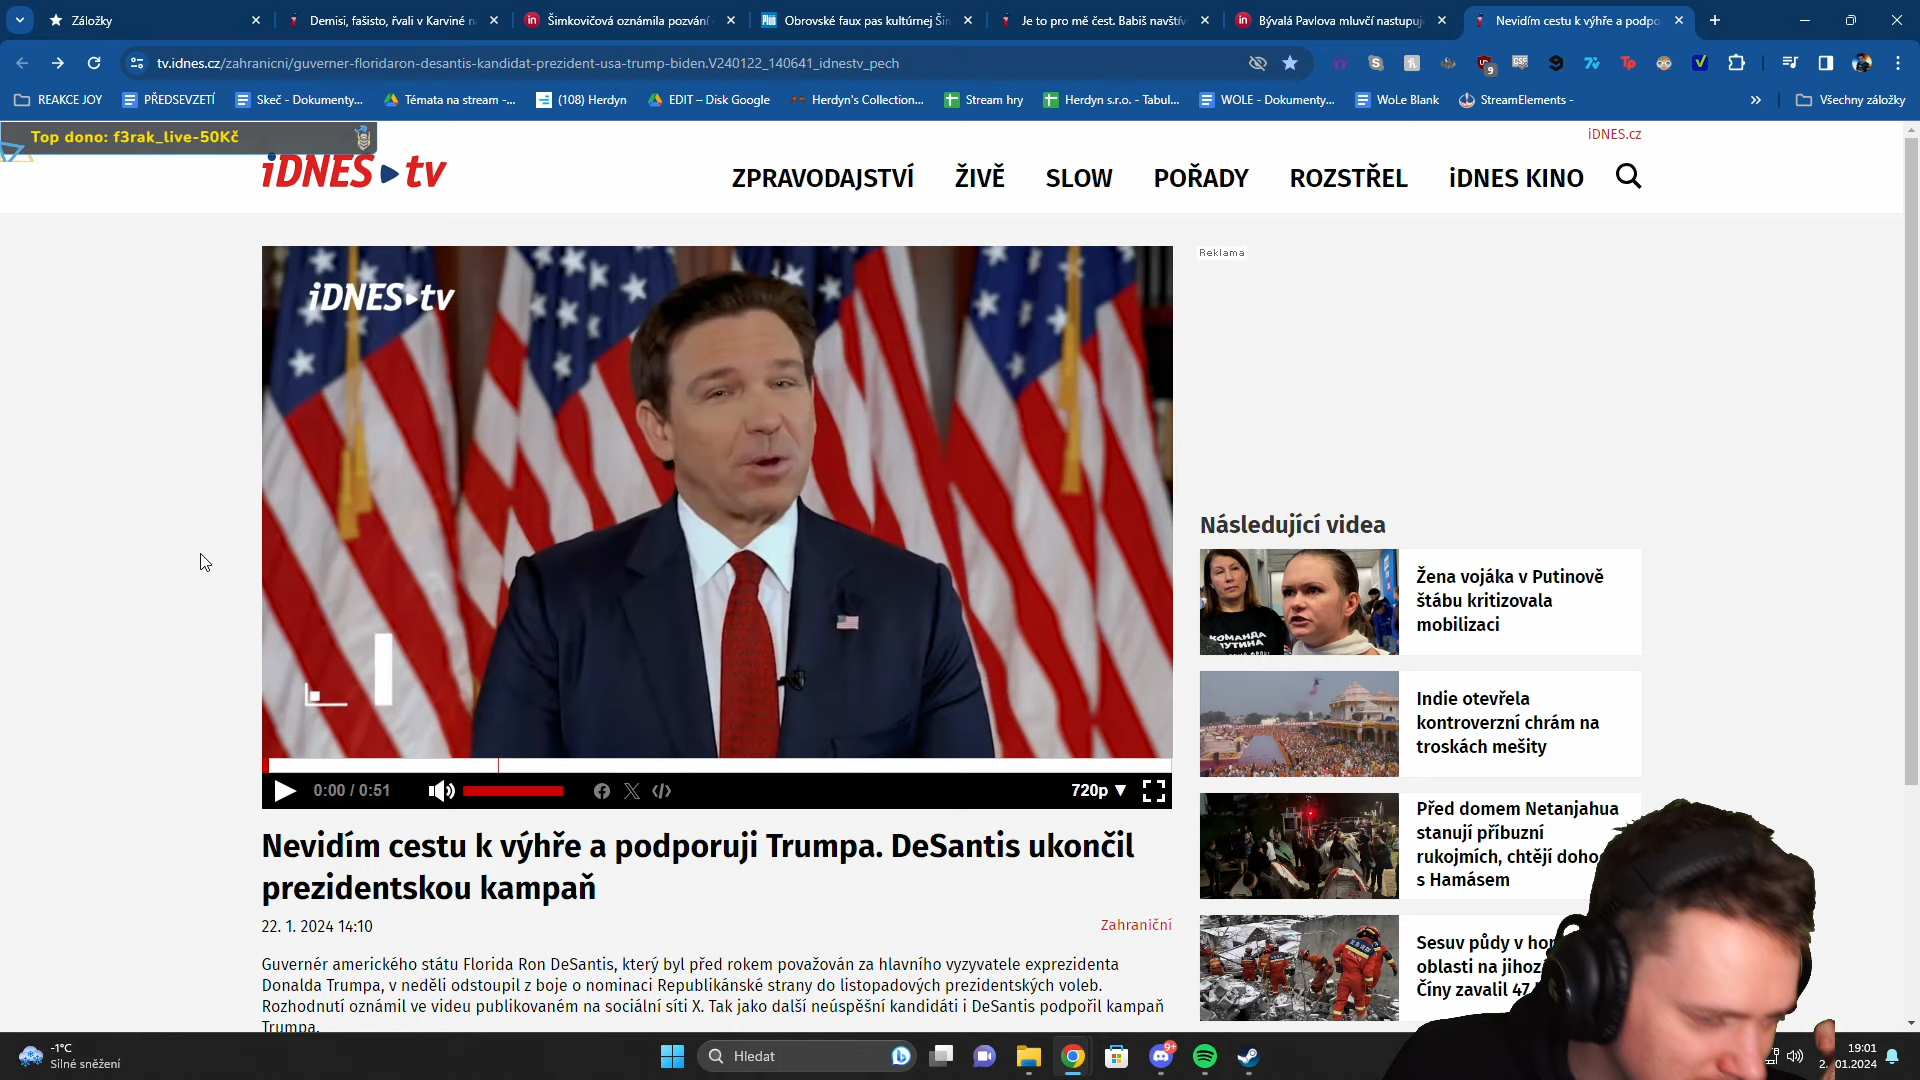 Záložky
Demisi, fašisto, řvali v Karviné n
Šimkovičová oznámila pozvání
Obrovské faux pas kultúrnej Šim
Je to pro mě čest. Babiš navštív
Bývalá Pavlova mluvčí nastupuje
Nevidím cestu k výhře a podpo
tv.idnes.cz/zahranicni/guverner-floridaron-desantis-kandidat-prezident-usa-trump-biden.V240122_140641_idnestv_pech
REAKCE JOY
PŘEDSEVZETÍ
Skeč - Dokumenty...
Témata na stream -...
(108) Herdyn
EDIT – Disk Google
Herdyn's Collection...
Stream hry
Herdyn s.r.o. - Tabul...
WOLE - Dokumenty...
WoLe Blank
StreamElements -
Všechny záložky
Top dono: f3rak_live-50Kč
iDNES.cz
iDNES tv
ZPRAVODAJSTVÍ
ŽIVĚ
SLOW
POŘADY
ROZSTŘEL
iDNES KINO
iDNES tv
Reklama
0:00 / 0:51
720p ▼
Nevidím cestu k výhře a podporuji Trumpa. DeSantis ukončil
prezidentskou kampaň
22. 1. 2024 14:10
Zahraniční
Guvernér amerického státu Florida Ron DeSantis, který byl před rokem považován za hlavního vyzyvatele exprezidenta
Donalda Trumpa, v neděli odstoupil z boje o nominaci Republikánské strany do listopadových prezidentských voleb.
Rozhodnutí oznámil ve videu publikovaném na sociální síti X. Tak jako další neúspěšní kandidáti i DeSantis podpořil kampaň
Trumpa.
Následující videa
КОМАНДА
ПУТИНА
Žena vojáka v Putinově
štábu kritizovala
mobilizaci
Indie otevřela
kontroverzní chrám na
troskách mešity
Před domem Netanjahua
stanují příbuzní
rukojmích, chtějí doho
s Hamásem
Sesuv půdy v hor
oblasti na jihoz
Číny zavalil 47
-1°C
Silné sněžení
Hledat
9+
19:01
2 .01.2024